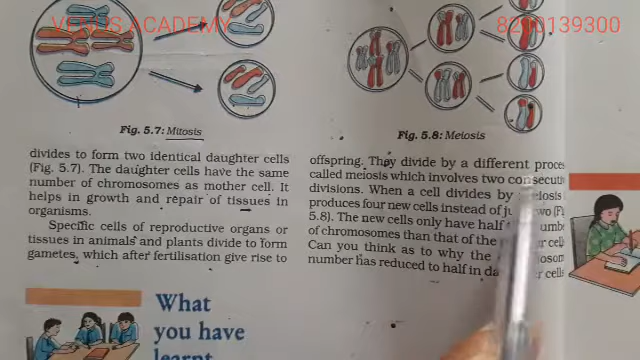 VENUS ACADEMY
8200139300
Fig. 5.7: Mitosis
divides to form two identical daughter cells
(Fig. 5.7). The daughter cells have the same
number of chromosomes as mother cell. It
helps in growth and repair of tissues in
organisms.
Specific cells of reproductive organs or
tissues in animals and plants divide to form
gametes, which after fertilisation give rise to
What
you have
learnt
Fig. 5.8: Meiosis
offspring. They divide by a different
called meiosis which involves two
divisions. When a cell divides by
produces four new cells instead of
5.8). The new cells only have half
of chromosomes than that of the
Can you think as to why the
number has reduced to half in cells